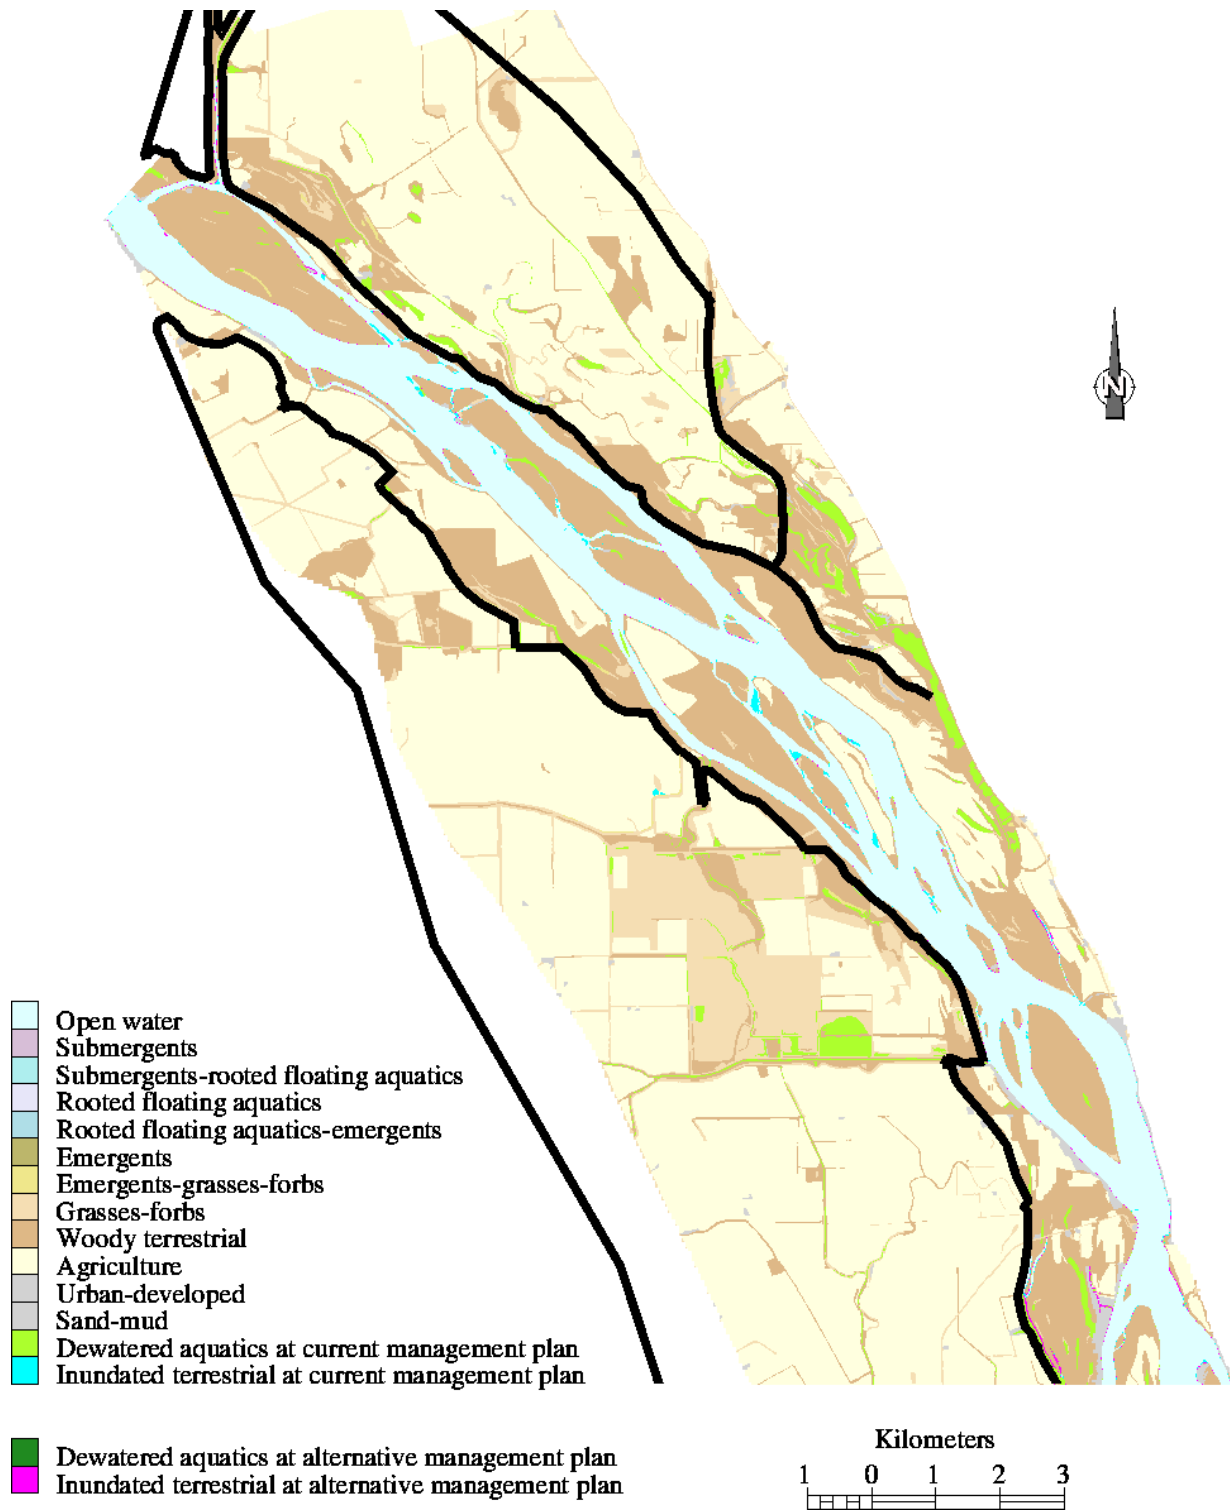 N
Open water
Submergents
Submergents-rooted floating aquatics
Rooted floating aquatics
Rooted floating aquatics-emergents
Emergents
Emergents-grasses-forbs
Grasses-forbs
Woody terrestrial
Agriculture
Urban-developed
Sand-mud
Dewatered aquatics at current management plan
Inundated terrestrial at current management plan
Dewatered aquatics at alternative management plan
Inundated terrestrial at alternative management plan
Kilometers
1 0 1 2 3